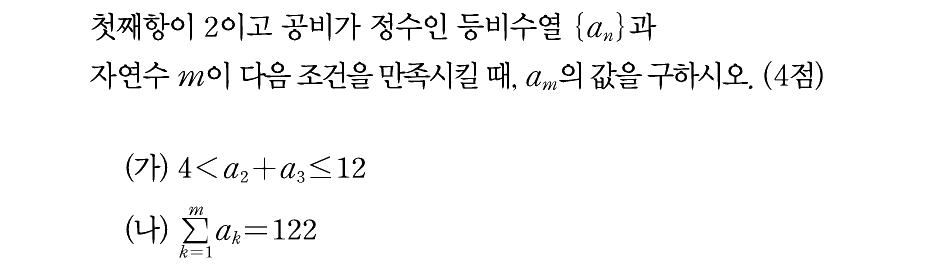 첫째항이 2이고 공비가 정수인 등비수열 {aₙ}과
자연수 m이 다음 조건을 만족시킬 때, aₘ의 값을 구하시오. (4점)
(가) 4<a₂+a₃≤12
(나) ∑_{k=1}^{m} aₖ=122